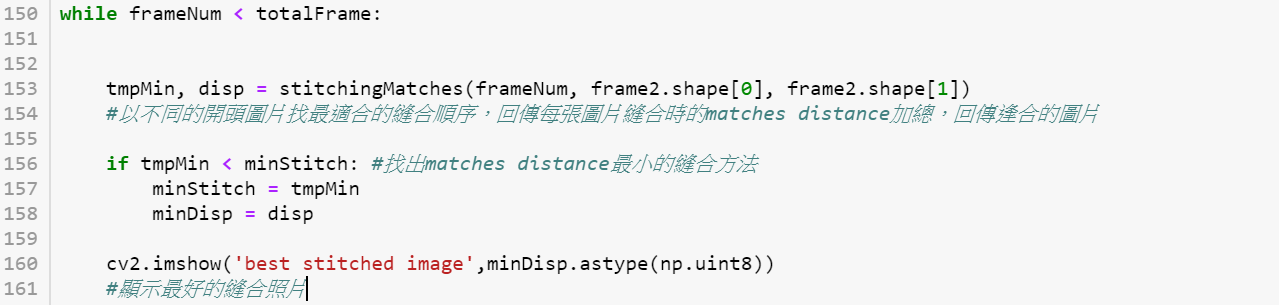 150 while frameNum < totalFrame:
151
152
153     tmpMin, disp = stitchingMatches(frameNum, frame2.shape[0], frame2.shape[1])
154     #以不同的開頭圖片找最適合的縫合順序，回傳每張圖片縫合時的matches distance加總，回傳逢合的圖片
155
156     if tmpMin < minStitch: #找出matches distance最小的縫合方法
157         minStitch = tmpMin
158         minDisp = disp
159
160     cv2.imshow('best stitched image',minDisp.astype(np.uint8))
161     #顯示最好的縫合照片